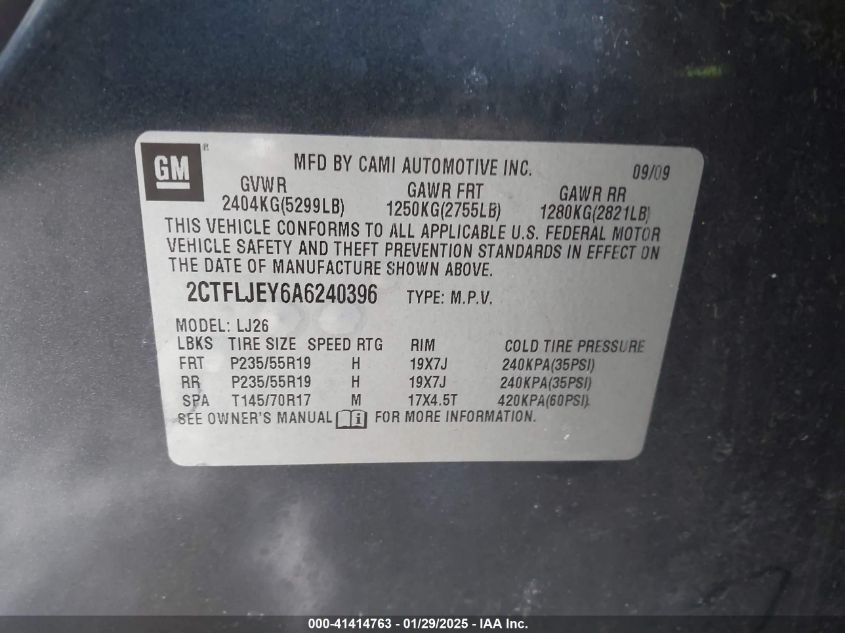 GM®
MFD BY CAMI AUTOMOTIVE INC. 09/09
GVWR GAWR FRT GAWR RR
2404KG(5299LB) 1250KG(2755LB) 1280KG(2821LB)
THIS VEHICLE CONFORMS TO ALL APPLICABLE U.S. FEDERAL MOTOR
VEHICLE SAFETY AND THEFT PREVENTION STANDARDS IN EFFECT ON
THE DATE OF MANUFACTURE SHOWN ABOVE.
2CTFLJEY6A6240396 TYPE: M.P.V.
MODEL: LJ26
LBKS TIRE SIZE SPEED RTG RIM COLD TIRE PRESSURE
FRT P235/55R19 H 19X7J 240KPA(35PSI)
RR P235/55R19 H 19X7J 240KPA(35PSI)
SPA T145/70R17 M 17X4.5T 420KPA(60PSI)
SEE OWNER'S MANUAL i FOR MORE INFORMATION.
000-41414763 - 01/29/2025 - IAA Inc.